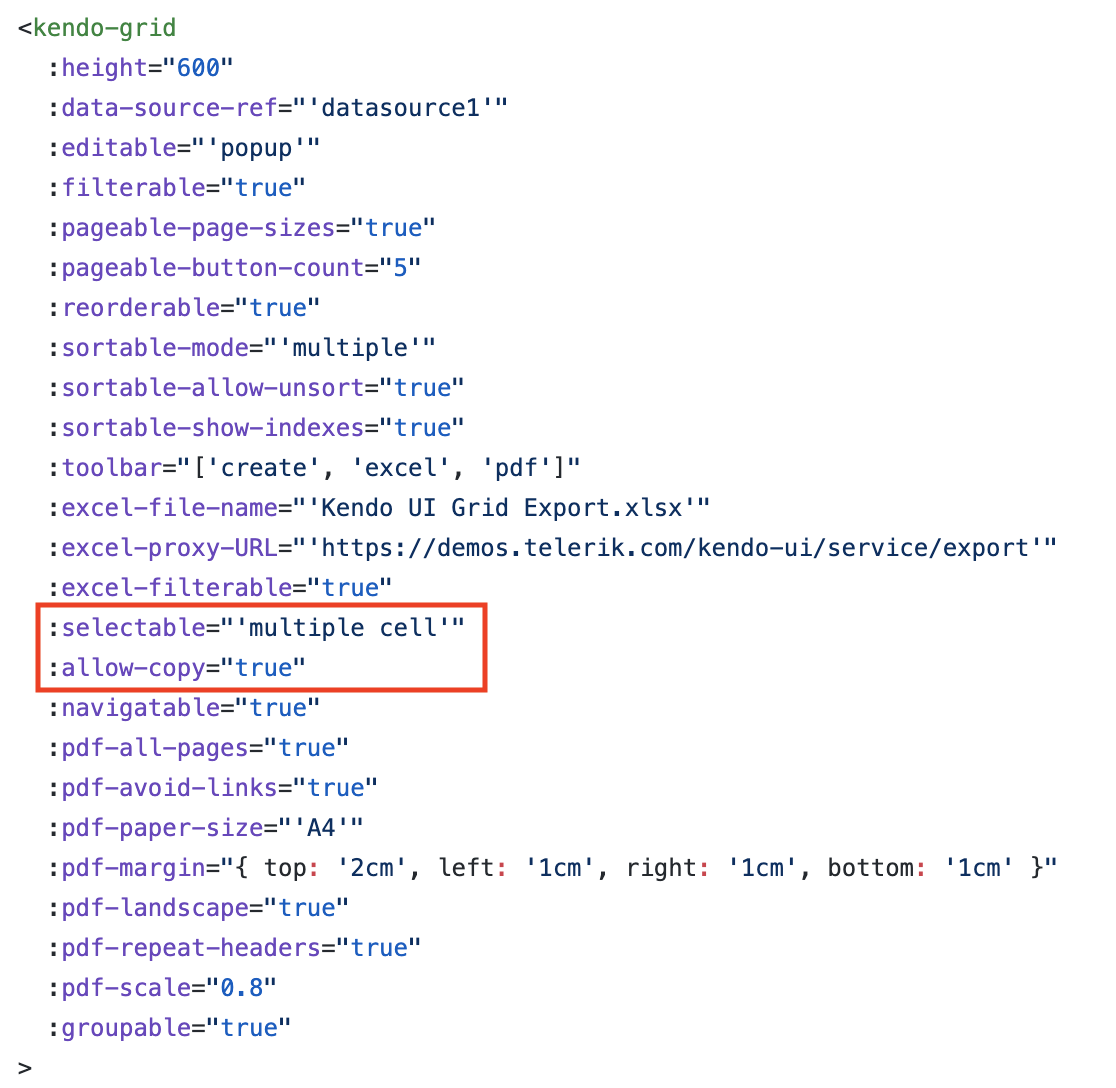 <kendo-grid
:height="600"
:data-source-ref="'datasource1'"
:editable="'popup'"
:filterable="true"
:pageable-page-sizes="true"
:pageable-button-count="5"
:reorderable="true"
:sortable-mode="'multiple'"
:sortable-allow-unsort="true"
:sortable-show-indexes="true"
:toolbar="['create', 'excel', 'pdf']"
:excel-file-name="'Kendo UI Grid Export.xlsx'"
:excel-proxy-URL="'https://demos.telerik.com/kendo-ui/service/export'"
:excel-filterable="true"
:selectable="'multiple cell'"
:allow-copy="true"
:navigatable="true"
:pdf-all-pages="true"
:pdf-avoid-links="true"
:pdf-paper-size="'A4'"
:pdf-margin="{ top: '2cm', left: '1cm', right: '1cm', bottom: '1cm' }"
:pdf-landscape="true"
:pdf-repeat-headers="true"
:pdf-scale="0.8"
:groupable="true"
>